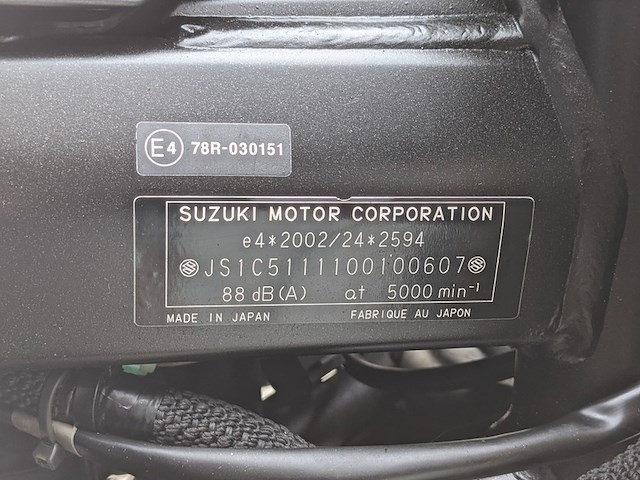 E4 78R-030151
SUZUKI MOTOR CORPORATION
e4*2002/24*2594
JS1C5111100100607
88 dB(A) at 5000 min-1
MADE IN JAPAN FABRIQUE AU JAPON